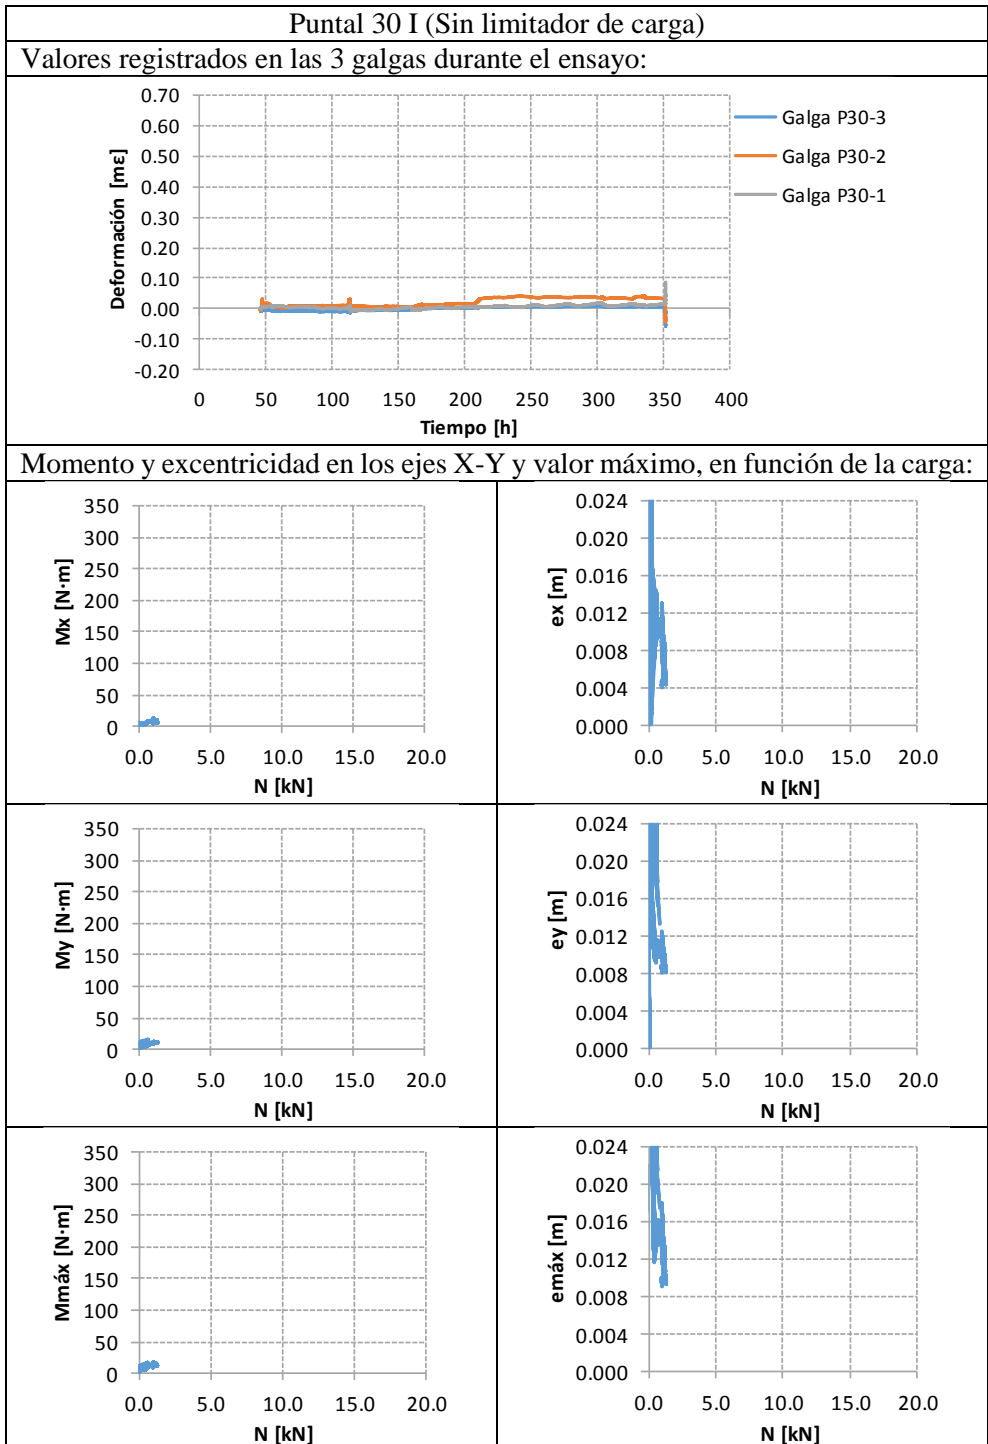 Puntal 30 I (Sin limitador de carga)
Valores registrados en las 3 galgas durante el ensayo:
0.70
0.60
0.50
0.40
0.30
0.20
0.10
0.00
-0.10
-0.20
Deformación [mε]
0 50 100 150 200 250 300 350 400
Tiempo [h]
Galga P30-3
Galga P30-2
Galga P30-1
Momento y excentricidad en los ejes X-Y y valor máximo, en función de la carga:
350
300
250
200
150
100
50
0
Mx [N·m]
0.0 5.0 10.0 15.0 20.0
N [kN]
0.024
0.020
0.016
0.012
0.008
0.004
0.000
ex [m]
0.0 5.0 10.0 15.0 20.0
N [kN]
350
300
250
200
150
100
50
0
My [N·m]
0.0 5.0 10.0 15.0 20.0
N [kN]
0.024
0.020
0.016
0.012
0.008
0.004
0.000
ey [m]
0.0 5.0 10.0 15.0 20.0
N [kN]
350
300
250
200
150
100
50
0
Mmáx [N·m]
0.0 5.0 10.0 15.0 20.0
N [kN]
0.024
0.020
0.016
0.012
0.008
0.004
0.000
emáx [m]
0.0 5.0 10.0 15.0 20.0
N [kN]